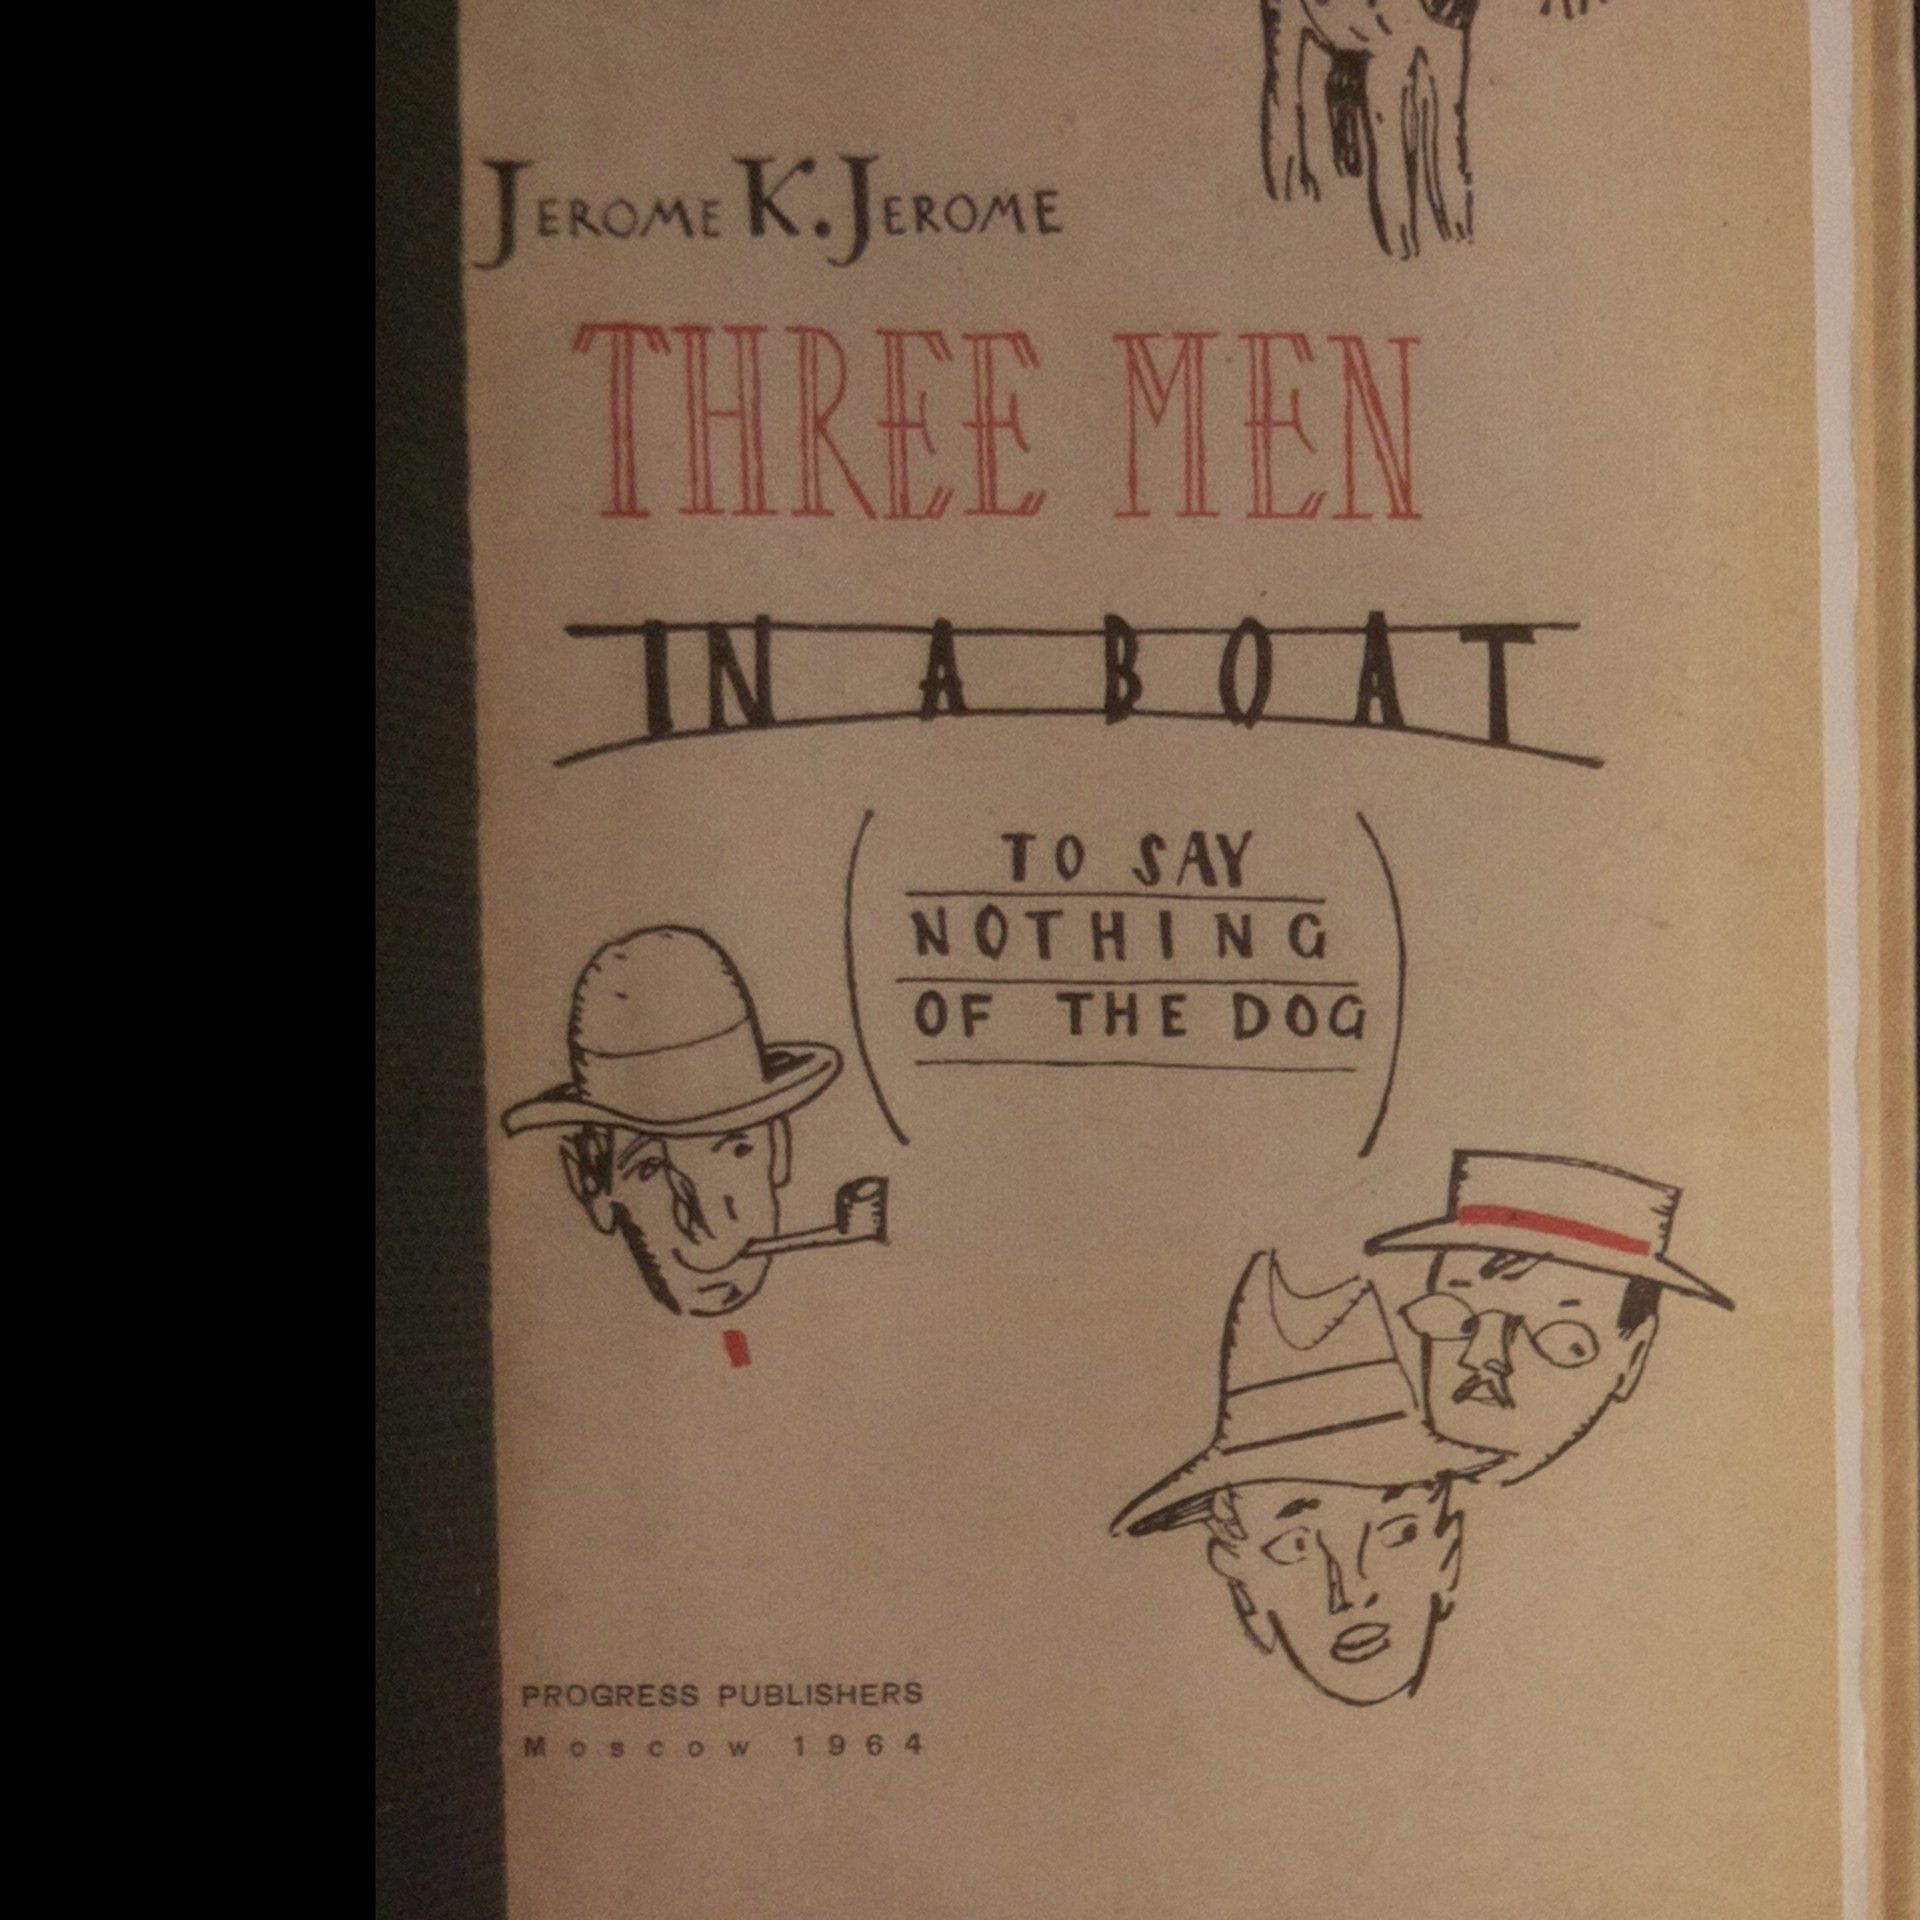 JEROME K. JEROME
THREE MEN
IN A BOAT
(TO SAY
NOTHING
OF THE DOG)
PROGRESS PUBLISHERS
Moscow 1964